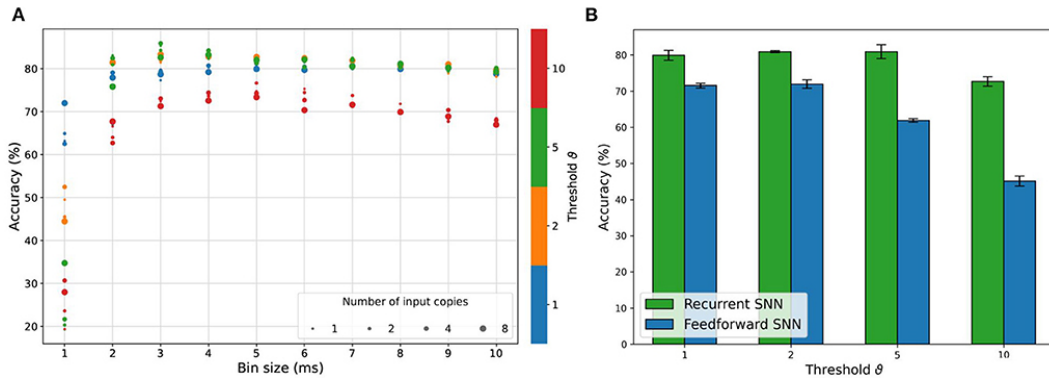 A
Accuracy (%)
80
70
60
50
40
30
20
1 2 3 4 5 6 7 8 9 10
Bin size (ms)
Number of input copies
1 2 4 8
10
5
2
1
Threshold ϑ
B
Accuracy (%)
80
70
60
50
40
30
20
10
0
Recurrent SNN
Feedforward SNN
1 2 5 10
Threshold ϑ